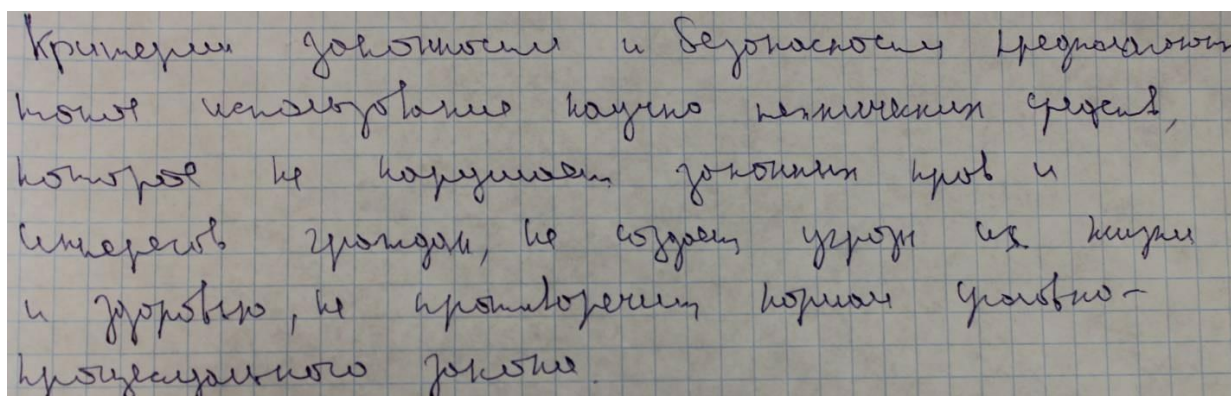 Критерии законности и безопасности предполагают
такое использование научно технических средств,
которое не нарушает законных прав и
интересов граждан, не создает угрозы их жизни
и здоровью, не противоречит нормам уголовно-
процессуального закона.